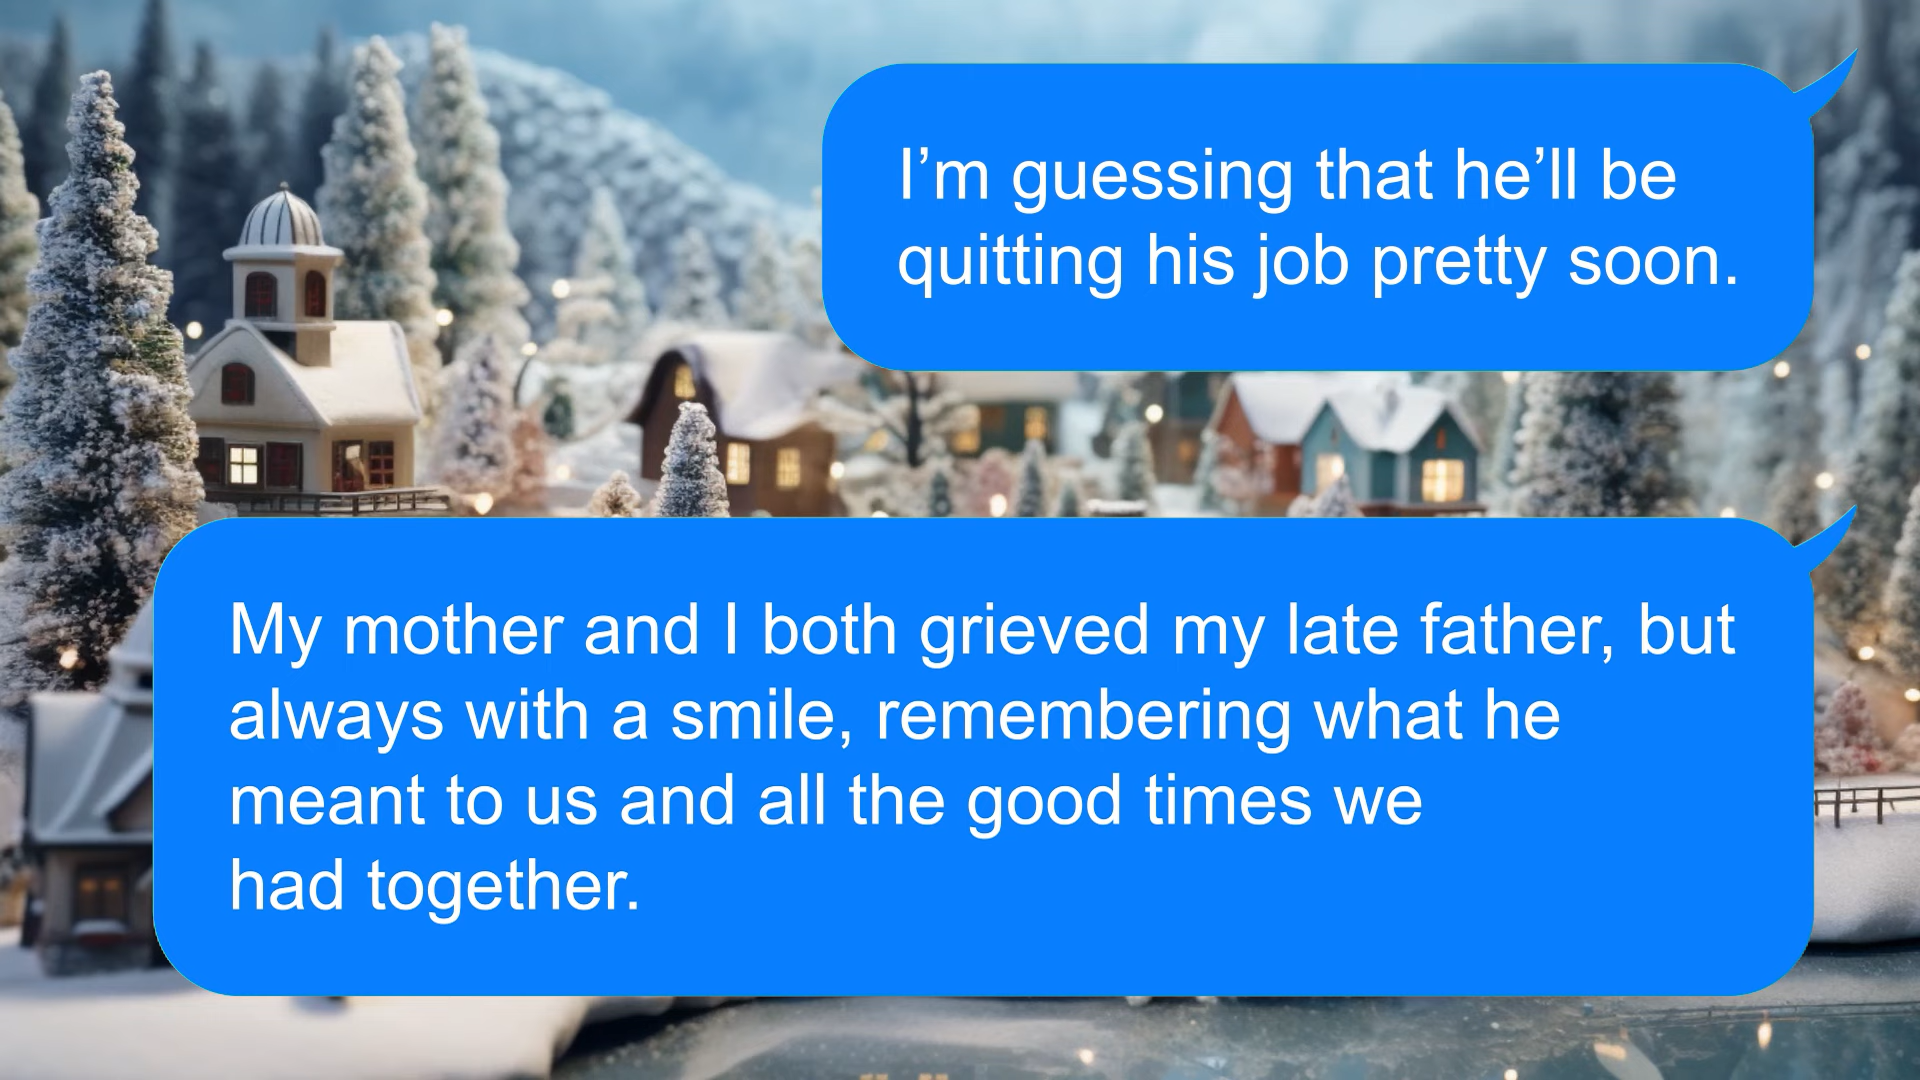 I’m guessing that he’ll be
quitting his job pretty soon.
My mother and I both grieved my late father, but
always with a smile, remembering what he
meant to us and all the good times we
had together.